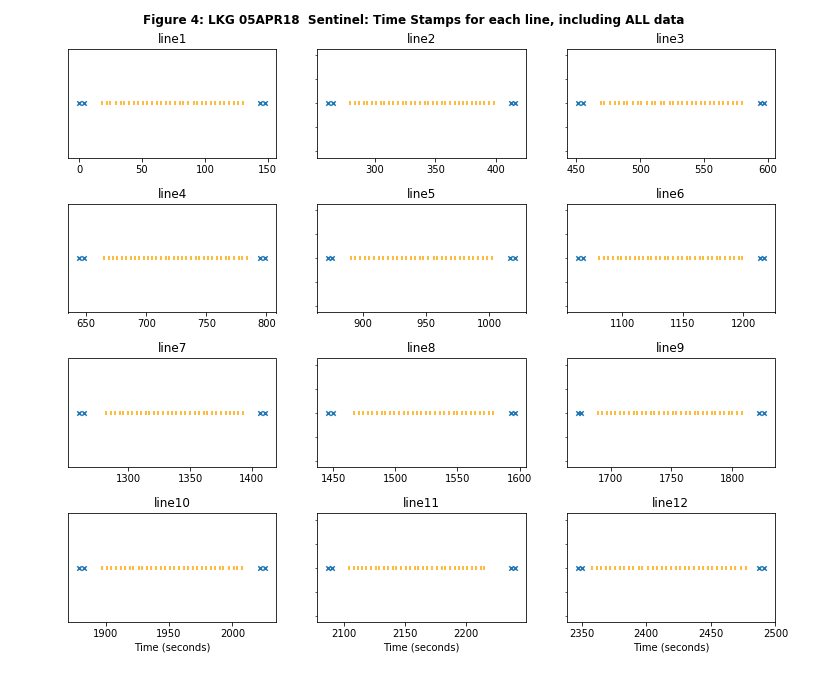 Figure 4: LKG 05APR18  Sentinel: Time Stamps for each line, including ALL data
line1 line2 line3
0 50 100 150 300 350 400 450 500 550 600
line4 line5 line6
650 700 750 800 900 950 1000 1100 1150 1200
line7 line8 line9
1300 1350 1400 1450 1500 1550 1600 1700 1750 1800
line10 line11 line12
1900 1950 2000 2100 2150 2200 2350 2400 2450 2500
Time (seconds) Time (seconds) Time (seconds)